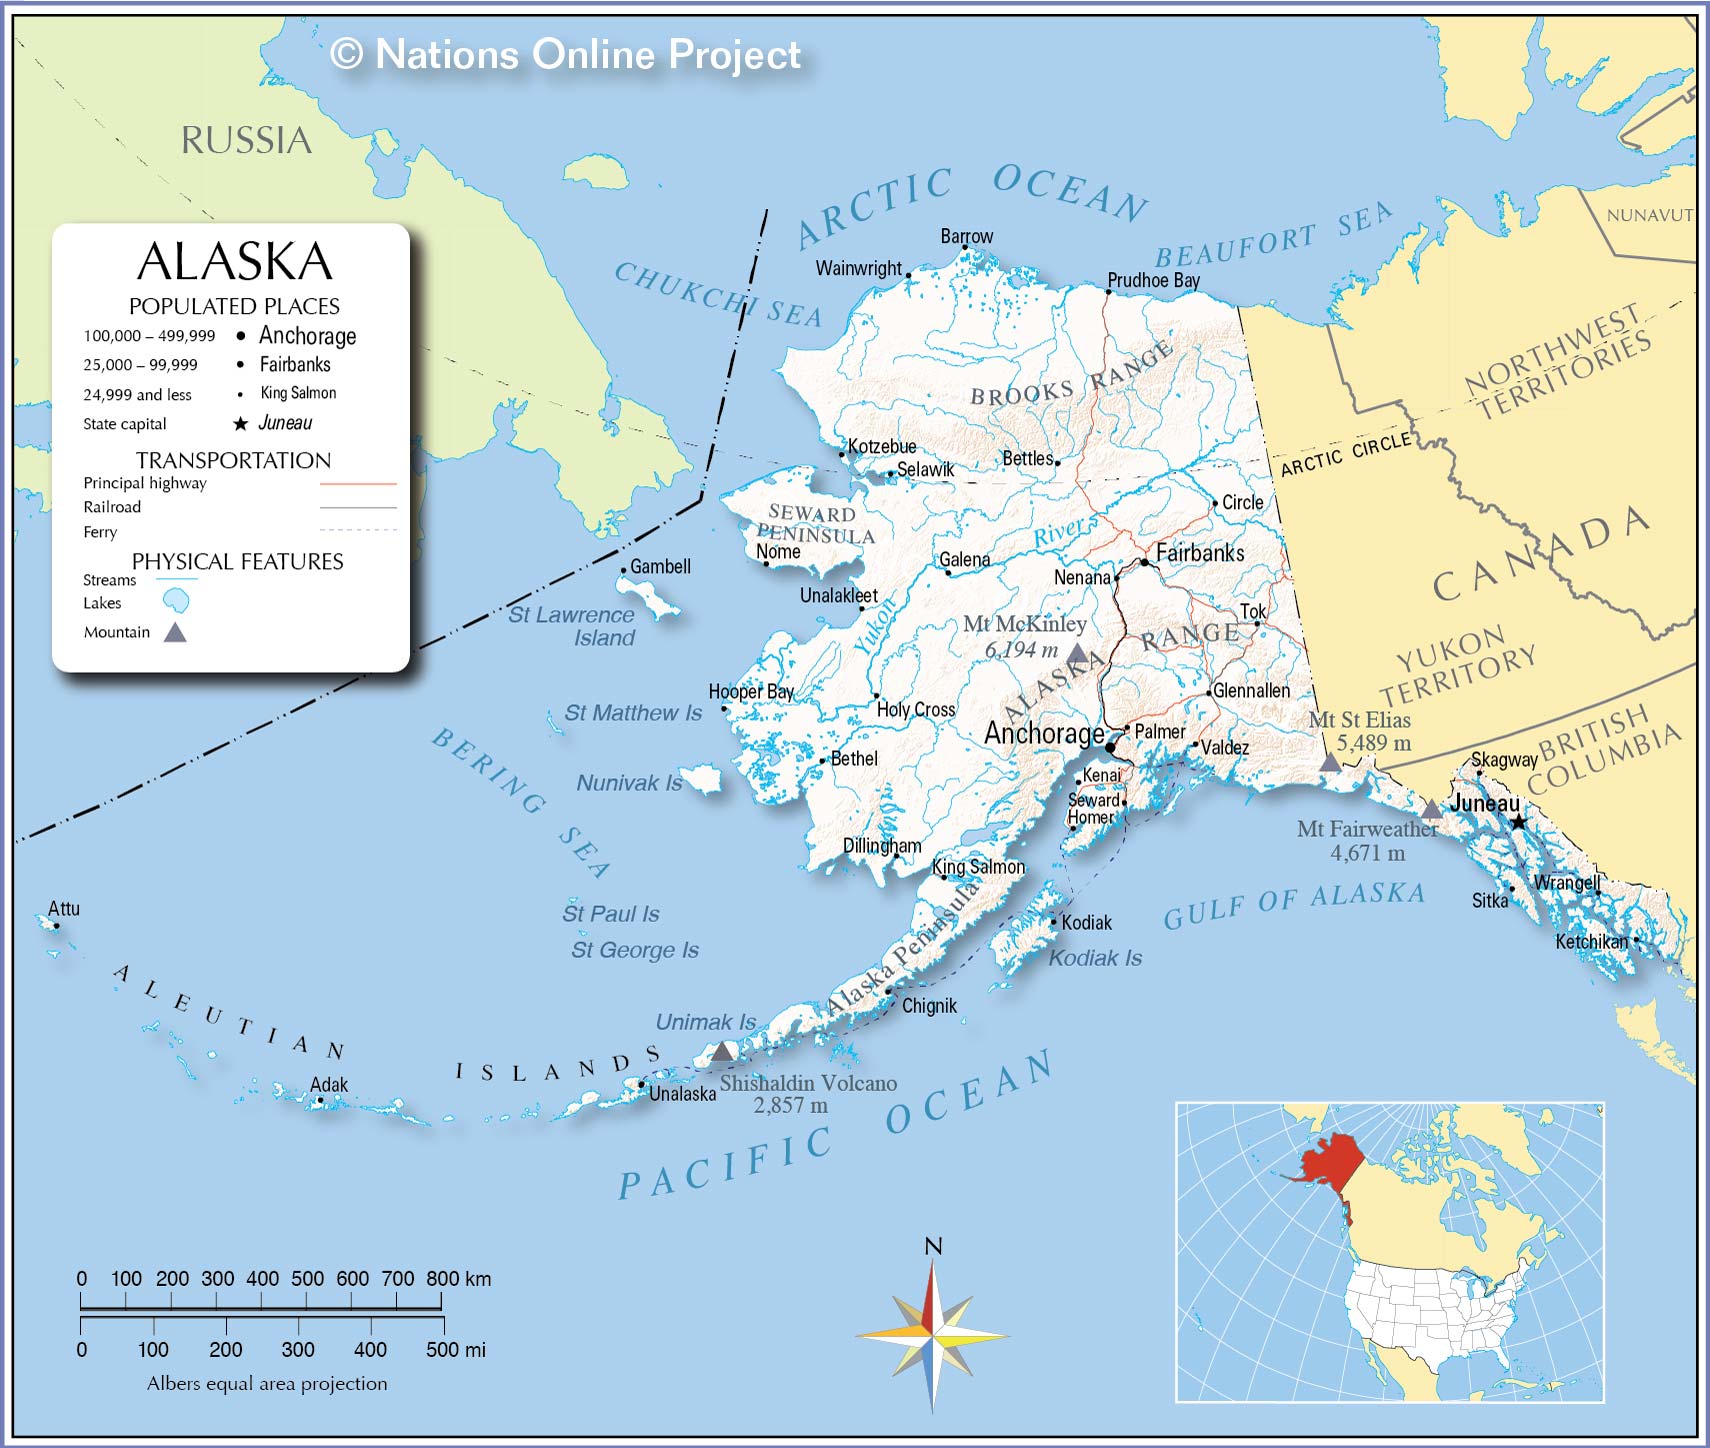 © Nations Online Project
RUSSIA
ARCTIC OCEAN
BEAUFORT SEA
CHUKCHI SEA
NUNAVUT
ALASKA
POPULATED PLACES
100,000 – 499,999 Anchorage
25,000 – 99,999 Fairbanks
24,999 and less King Salmon
State capital Juneau
TRANSPORTATION
Principal highway
Railroad
Ferry
PHYSICAL FEATURES
Streams
Lakes
Mountain
Barrow
Wainwright
Prudhoe Bay
NORTHWEST
TERRITORIES
BROOKS RANGE
ARCTIC CIRCLE
Kotzebue
Selawik
Bettles
Circle
SEWARD
PENINSULA
Nome
River
Galena
Fairbanks
Nenana
CANADA
Gambell
St Lawrence
Island
Unalakleet
Yukon
Mt McKinley
6,194 m
Tok
ALASKA RANGE
YUKON
TERRITORY
Hooper Bay
Holy Cross
Glennallen
St Matthew Is
Anchorage
Palmer
Valdez
Mt St Elias
5,489 m
BRITISH
COLUMBIA
Skagway
BERING SEA
Bethel
Nunivak Is
Kenai
Seward
Homer
Juneau
Mt Fairweather
4,671 m
Dillingham
King Salmon
Wrangell
Sitka
GULF OF ALASKA
Attu
St Paul Is
St George Is
Kodiak
Kodiak Is
Ketchikan
Alaska Peninsula
Chignik
ALEUTIAN ISLANDS
Unimak Is
Adak
Unalaska
Shishaldin Volcano
2,857 m
PACIFIC OCEAN
N
0 100 200 300 400 500 600 700 800 km
0 100 200 300 400 500 mi
Albers equal area projection